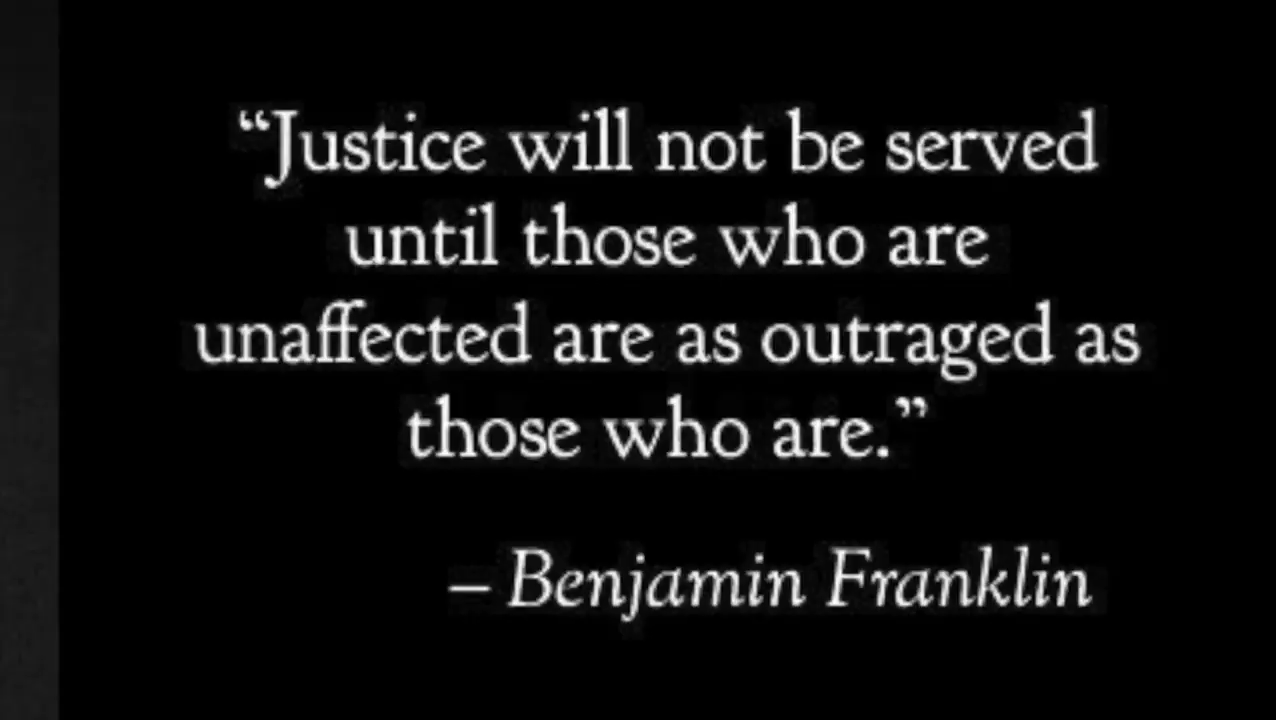 “Justice will not be served
until those who are
unaffected are as outraged as
those who are.”
– Benjamin Franklin